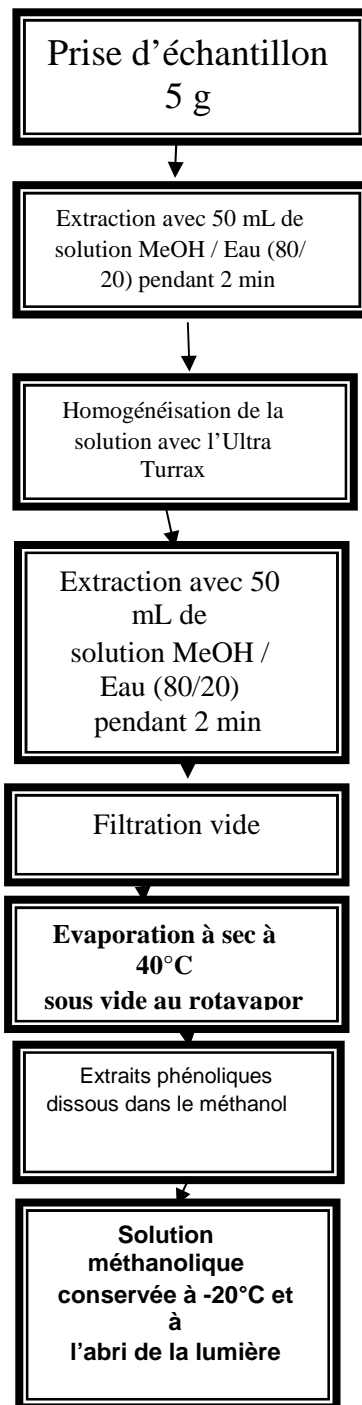 Prise d’échantillon
5 g
Extraction avec 50 mL de
solution MeOH / Eau (80/
20) pendant 2 min
Homogénéisation de la
solution avec l’Ultra
Turrax
Extraction avec 50
mL de
solution MeOH /
Eau (80/20)
pendant 2 min
Filtration vide
Evaporation à sec à
40°C
sous vide au rotavapor
Extraits phénoliques
dissous dans le méthanol
Solution
méthanolique
conservée à -20°C et
à
l’abri de la lumière